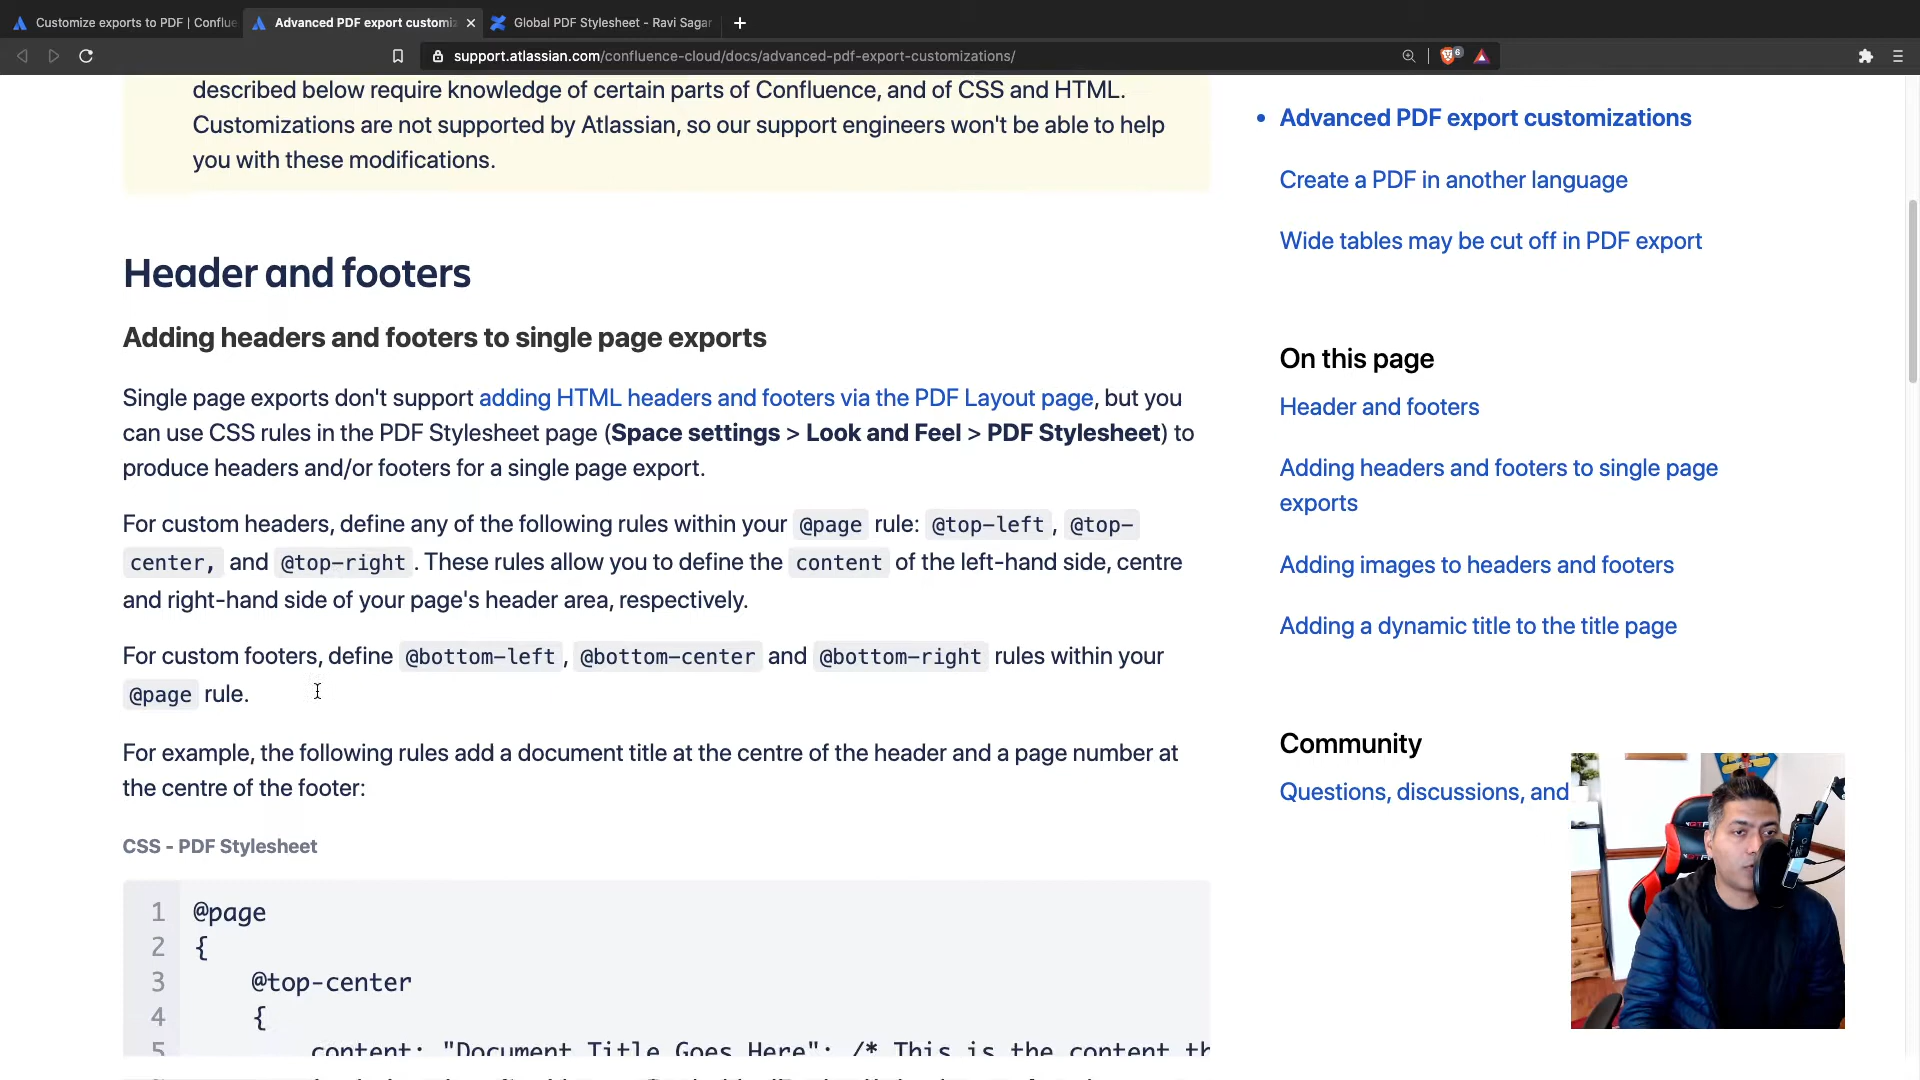 Customize exports to PDF | Conflue
Advanced PDF export customiz
Global PDF Stylesheet - Ravi Sagar
support.atlassian.com/confluence-cloud/docs/advanced-pdf-export-customizations/
6
described below require knowledge of certain parts of Confluence, and of CSS and HTML.
Customizations are not supported by Atlassian, so our support engineers won't be able to help
you with these modifications.
Header and footers
Adding headers and footers to single page exports
Single page exports don't support adding HTML headers and footers via the PDF Layout page, but you
can use CSS rules in the PDF Stylesheet page (Space settings > Look and Feel > PDF Stylesheet) to
produce headers and/or footers for a single page export.
For custom headers, define any of the following rules within your @page rule: @top-left, @top-
center, and @top-right. These rules allow you to define the content of the left-hand side, centre
and right-hand side of your page's header area, respectively.
For custom footers, define @bottom-left, @bottom-center and @bottom-right rules within your
@page rule.
For example, the following rules add a document title at the centre of the header and a page number at
the centre of the footer:
CSS - PDF Stylesheet
1 @page
2 {
3 @top-center
4 {
5 content: "Document Title Goes Here"; /* This is the content th
Advanced PDF export customizations
Create a PDF in another language
Wide tables may be cut off in PDF export
On this page
Header and footers
Adding headers and footers to single page
exports
Adding images to headers and footers
Adding a dynamic title to the title page
Community
Questions, discussions, and